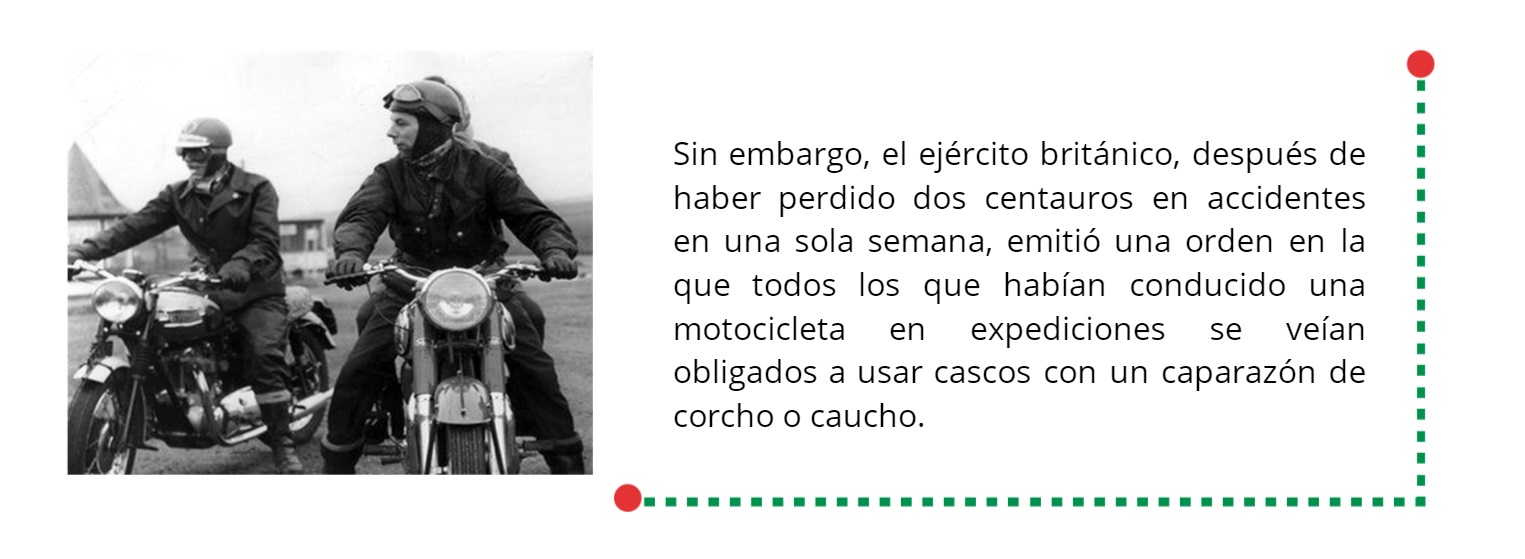 Sin embargo, el ejército británico, después de
haber perdido dos centauros en accidentes
en una sola semana, emitió una orden en la
que todos los que habían conducido una
motocicleta en expediciones se veían
obligados a usar cascos con un caparazón de
corcho o caucho.